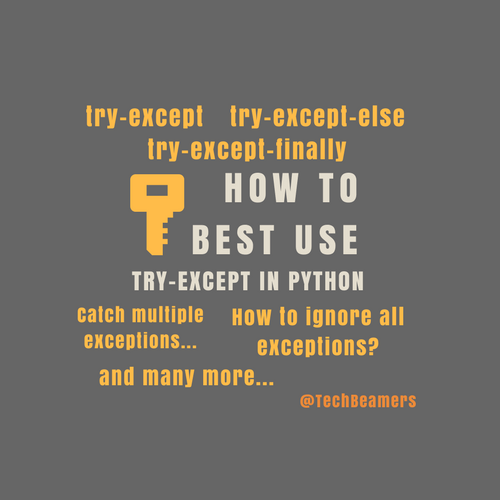 try-except try-except-else
try-except-finally
HOW TO
BEST USE
TRY-EXCEPT IN PYTHON
Catch multiple
exceptions...
How to ignore all
exceptions?
and many more...
@TechBeamers